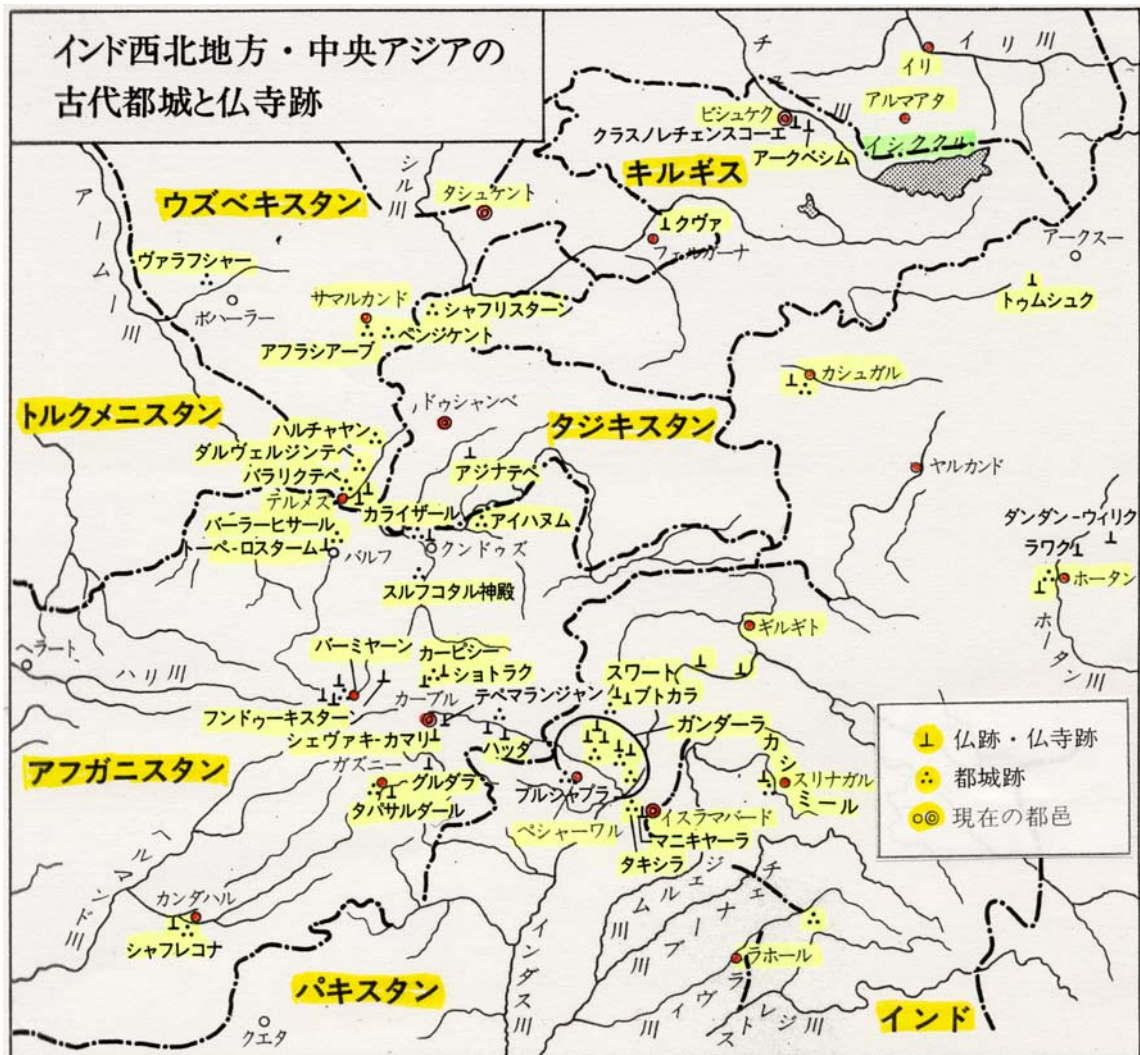 インド西北地方・中央アジアの
古代都城と仏寺跡
チュー川
イリ川
イリ
ビシュケク
アルマアタ
クラスノレチェンスコーエ
アークベシム
イシククル
キルギス
シル川
アームー川
ウズベキスタン
タシュケント
クヴァ
フェルガーナ
アークスー
トゥムシュク
ヴァラフシャー
ボハーラー
サマルカンド
シャフリスターン
ペンジケント
アフラシアーブ
カシュガル
トルクメニスタン
ドゥシャンベ
タジキスタン
ハルチャヤン
ダルヴェルジンテペ
バラリクテペ
テルメス
アジナテペ
ヤルカンド
カライザール
アイハヌム
バーラーヒサール
トーペ-ロスターム
バルフ
クンドゥズ
スルフコタル神殿
ダンダン-ウィリク
ラワク
ホータン
ホータン川
ギルギト
ヘラート
ハリ川
バーミヤーン
カーピシー
ショトラク
スワート
ブトカラ
カーブル
テペマランジャン
フンドゥーキスターン
シェヴァキ-カマリ
ハッダ
ガンダーラ
カシミール
スリナガル
アフガニスタン
ガズニー
グルダラ
タパサルダール
プルシャプラ
ペシャーワル
イスラマバード
マニキヤーラ
タキシラ
仏跡・仏寺跡
都城跡
現在の都邑
ヘルマンド川
カンダハル
シャフレコナ
インダス川
ジェルム川
チェナブ川
ラヴィ川
ストレジ川
ラホール
パキスタン
クエタ
インド